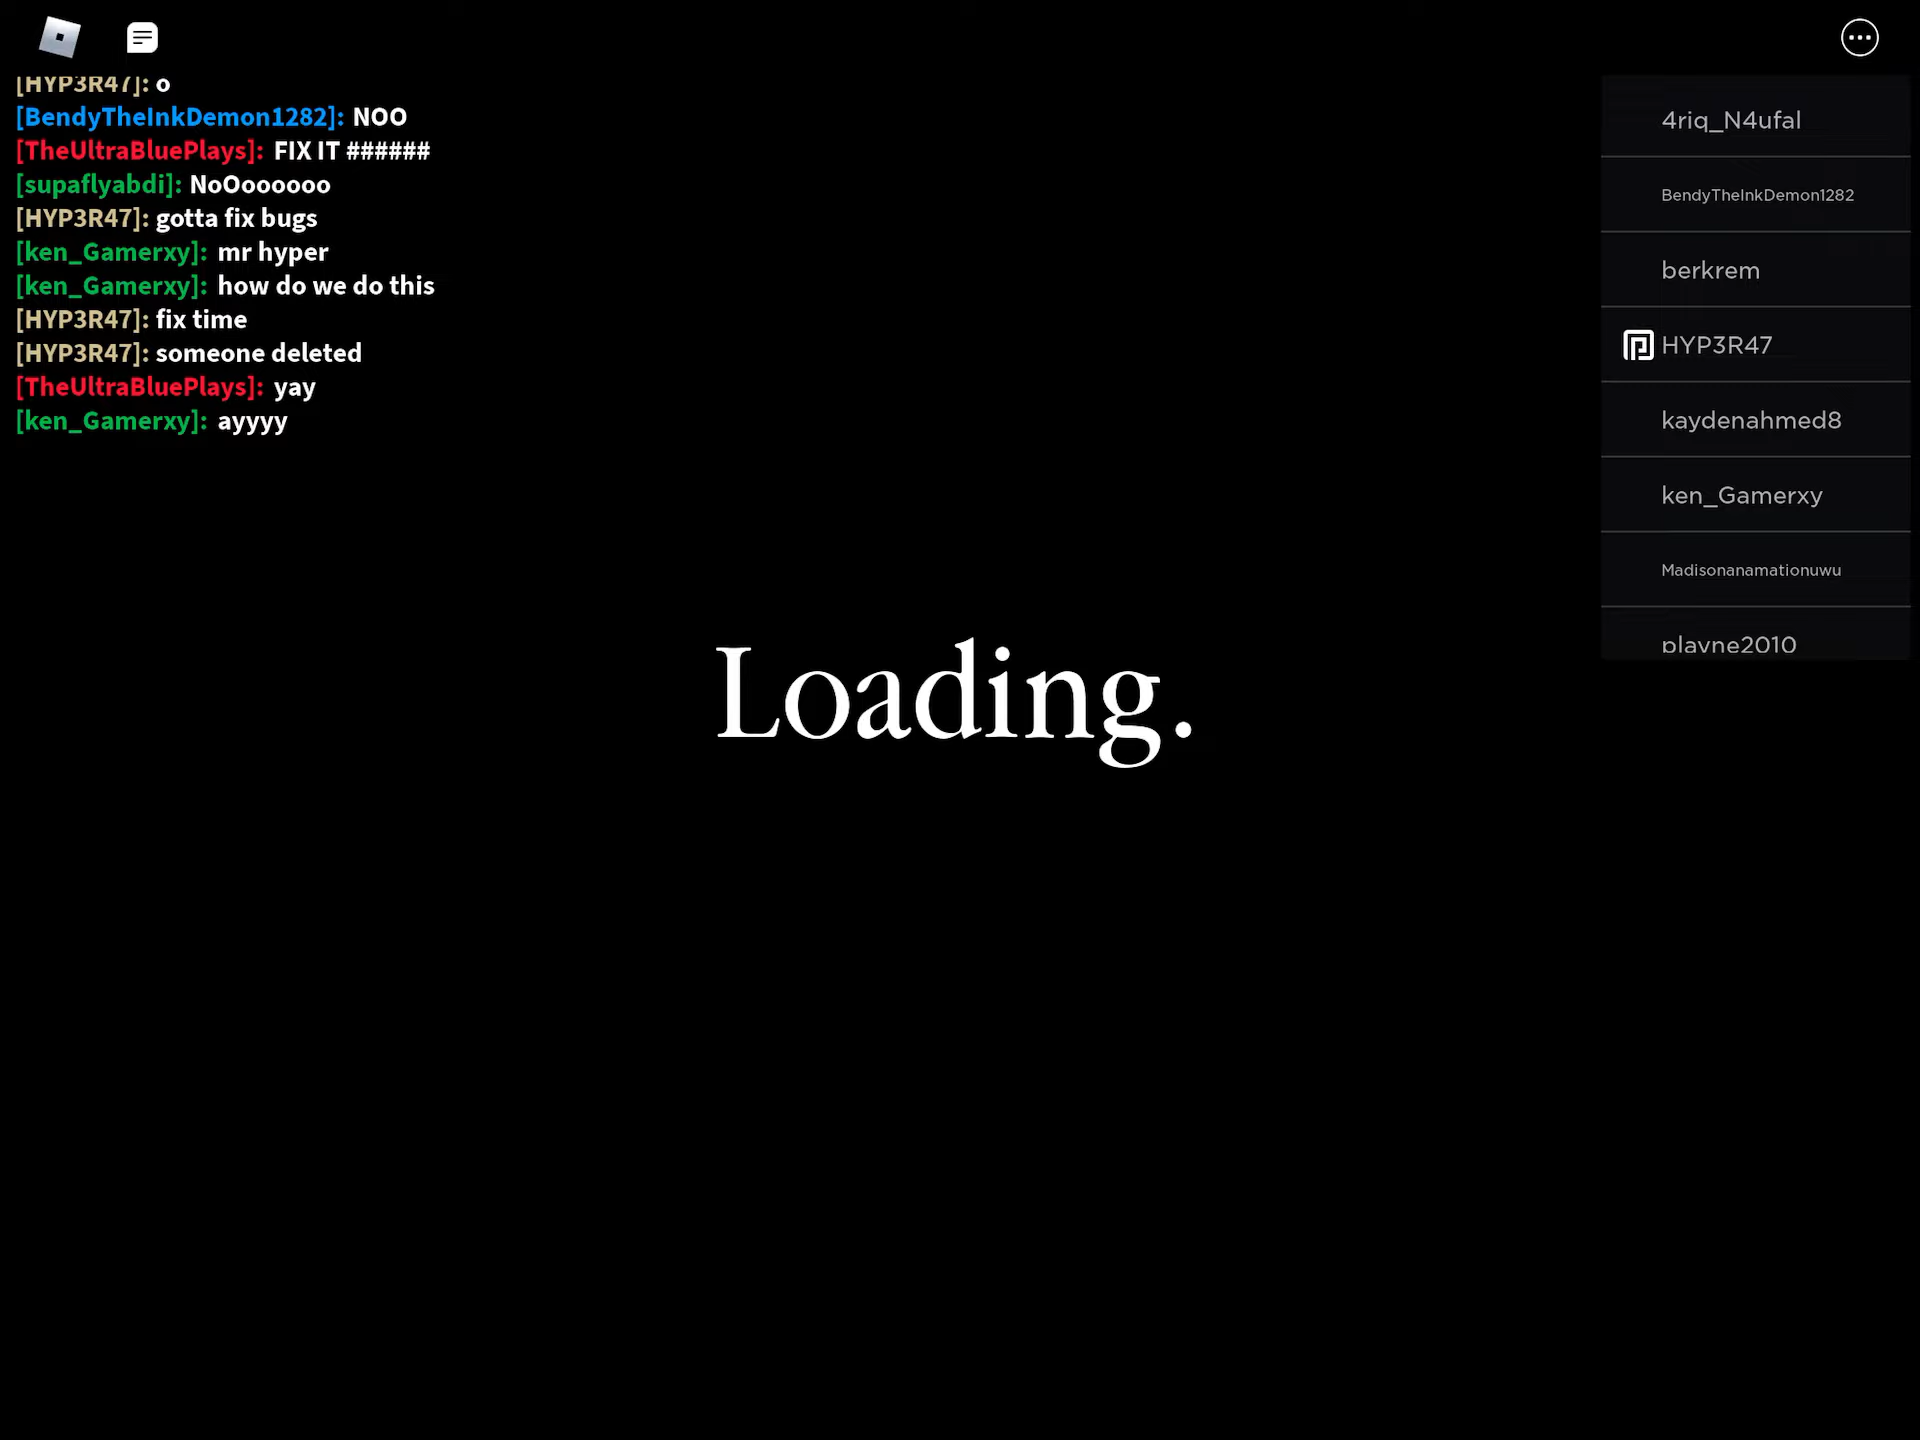 [HYP3R47]: o
[BendyTheInkDemon1282]: NOO
[TheUltraBluePlays]: FIX IT ######
[supaflyabdi]: NoOoooooo
[HYP3R47]: gotta fix bugs
[ken_Gamerxy]: mr hyper
[ken_Gamerxy]: how do we do this
[HYP3R47]: fix time
[HYP3R47]: someone deleted
[TheUltraBluePlays]: yay
[ken_Gamerxy]: ayyyy
4riq_N4ufal
BendyTheInkDemon1282
berkrem
HYP3R47
kaydenahmed8
ken_Gamerxy
Madisonanamationuwu
playne2010
Loading.